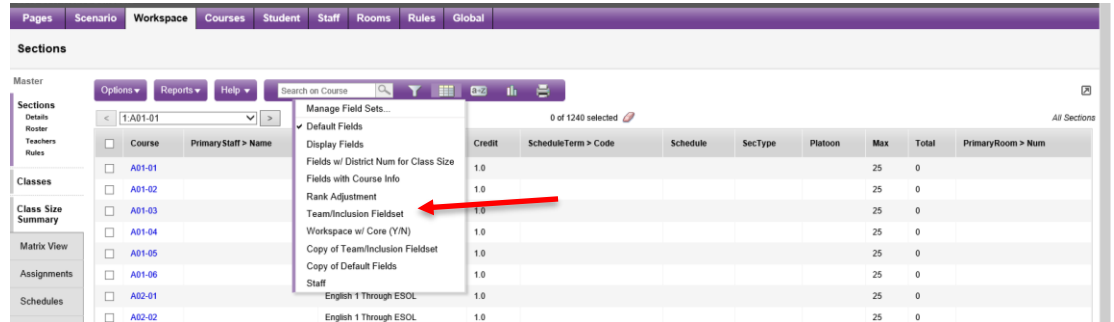 Pages Scenario Workspace Courses Student Staff Rooms Rules Global
Sections
Master
Options Reports Help Search on Course a-z
Sections
Details
Roster
Teachers
Rules
Classes
Class Size
Summary
Matrix View
Assignments
Schedules
< 1:A01-01 > 0 of 1240 selected All Sections
Manage Field Sets...
Default Fields
Display Fields
Fields w/ District Num for Class Size
Fields with Course Info
Rank Adjustment
Team/Inclusion Fieldset
Workspace w/ Core (Y/N)
Copy of Team/Inclusion Fieldset
Copy of Default Fields
Staff
Course PrimaryStaff > Name Credit ScheduleTerm > Code Schedule SecType Platoon Max Total PrimaryRoom > Num
A01-01 1.0 25 0
A01-02 1.0 25 0
A01-03 1.0 25 0
A01-04 1.0 25 0
A01-05 1.0 25 0
A01-06 1.0 25 0
A02-01 English 1 Through ESOL 1.0 25 0
A02-02 English 1 Through ESOL 1.0 25 0